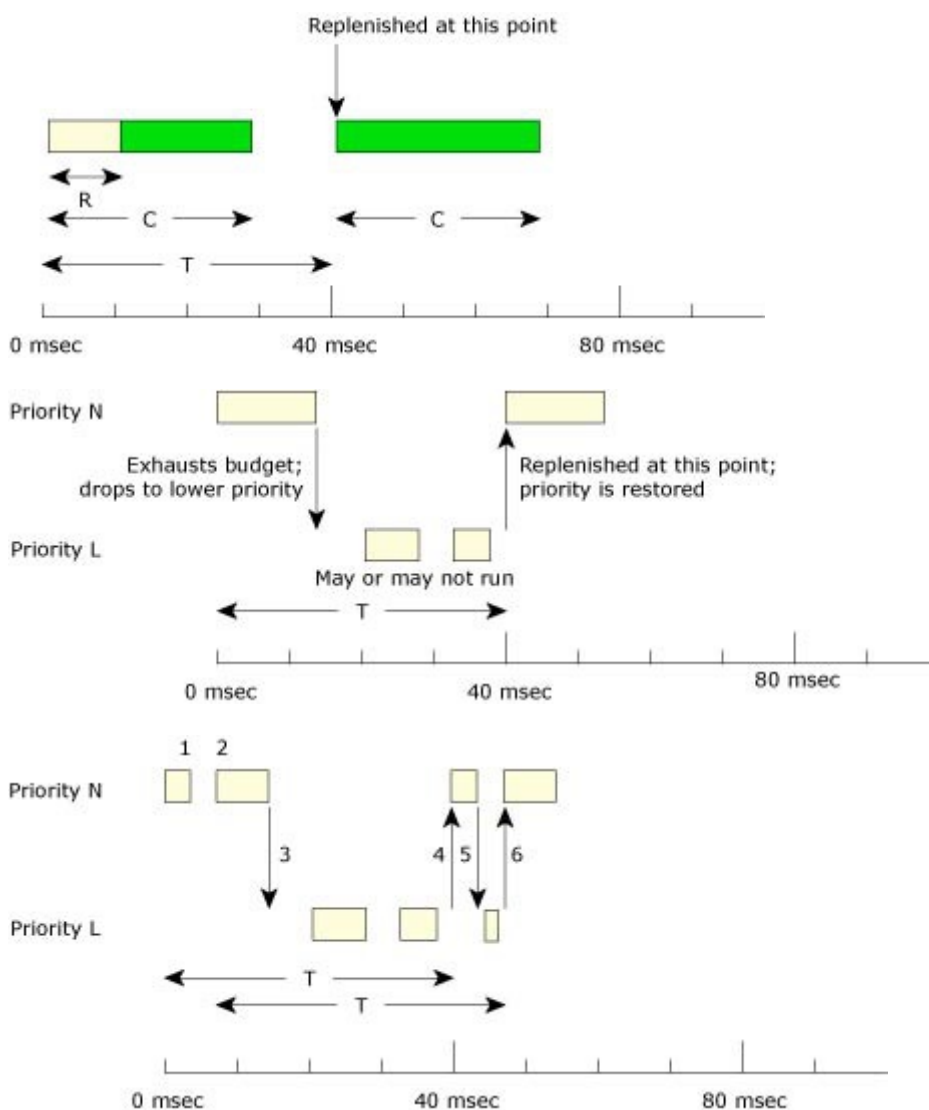 Replenished at this point
R
C
C
T
0 msec
40 msec
80 msec
Priority N
Exhausts budget;
drops to lower priority
Replenished at this point;
priority is restored
Priority L
May or may not run
T
0 msec
40 msec
80 msec
1
2
Priority N
3
4
5
6
Priority L
T
T
0 msec
40 msec
80 msec